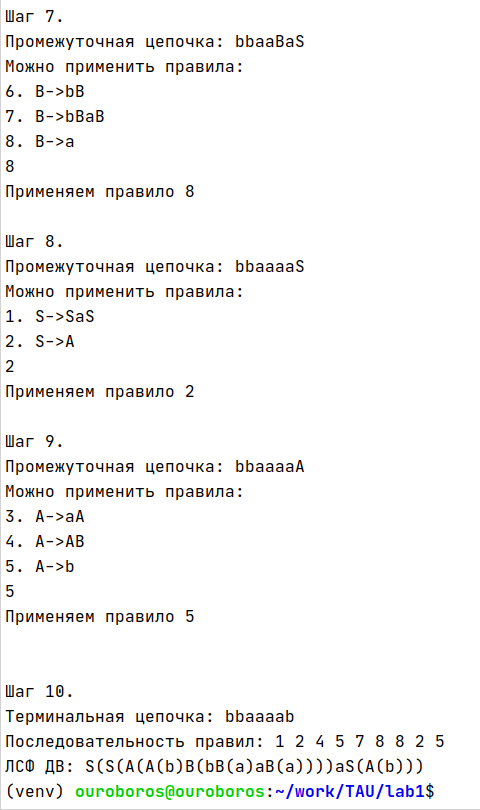 Шаг 7.
Промежуточная цепочка: bbaaBaS
Можно применить правила:
6. B->bB
7. B->bBaB
8. B->a
8
Применяем правило 8
Шаг 8.
Промежуточная цепочка: bbaaaaS
Можно применить правила:
1. S->SaS
2. S->A
2
Применяем правило 2
Шаг 9.
Промежуточная цепочка: bbaaaaA
Можно применить правила:
3. A->aA
4. A->AB
5. A->b
5
Применяем правило 5
Шаг 10.
Терминальная цепочка: bbaaaab
Последовательность правил: 1 2 4 5 7 8 8 2 5
ЛСФ ДВ: S(S(A(A(b)B(bB(a)aB(a))))aS(A(b)))
(venv) ouroboros@ouroboros:~/work/TAU/lab1$